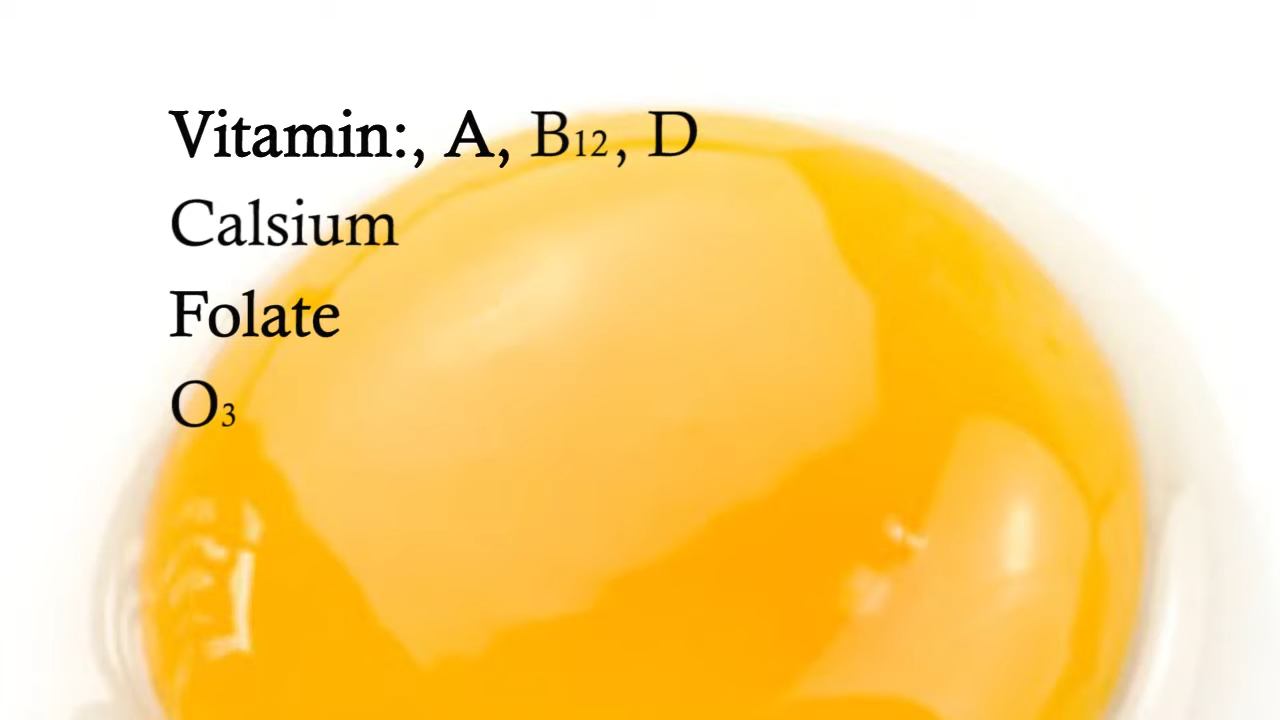 Vitamin:, A, B12, D
Calsium
Folate
O3